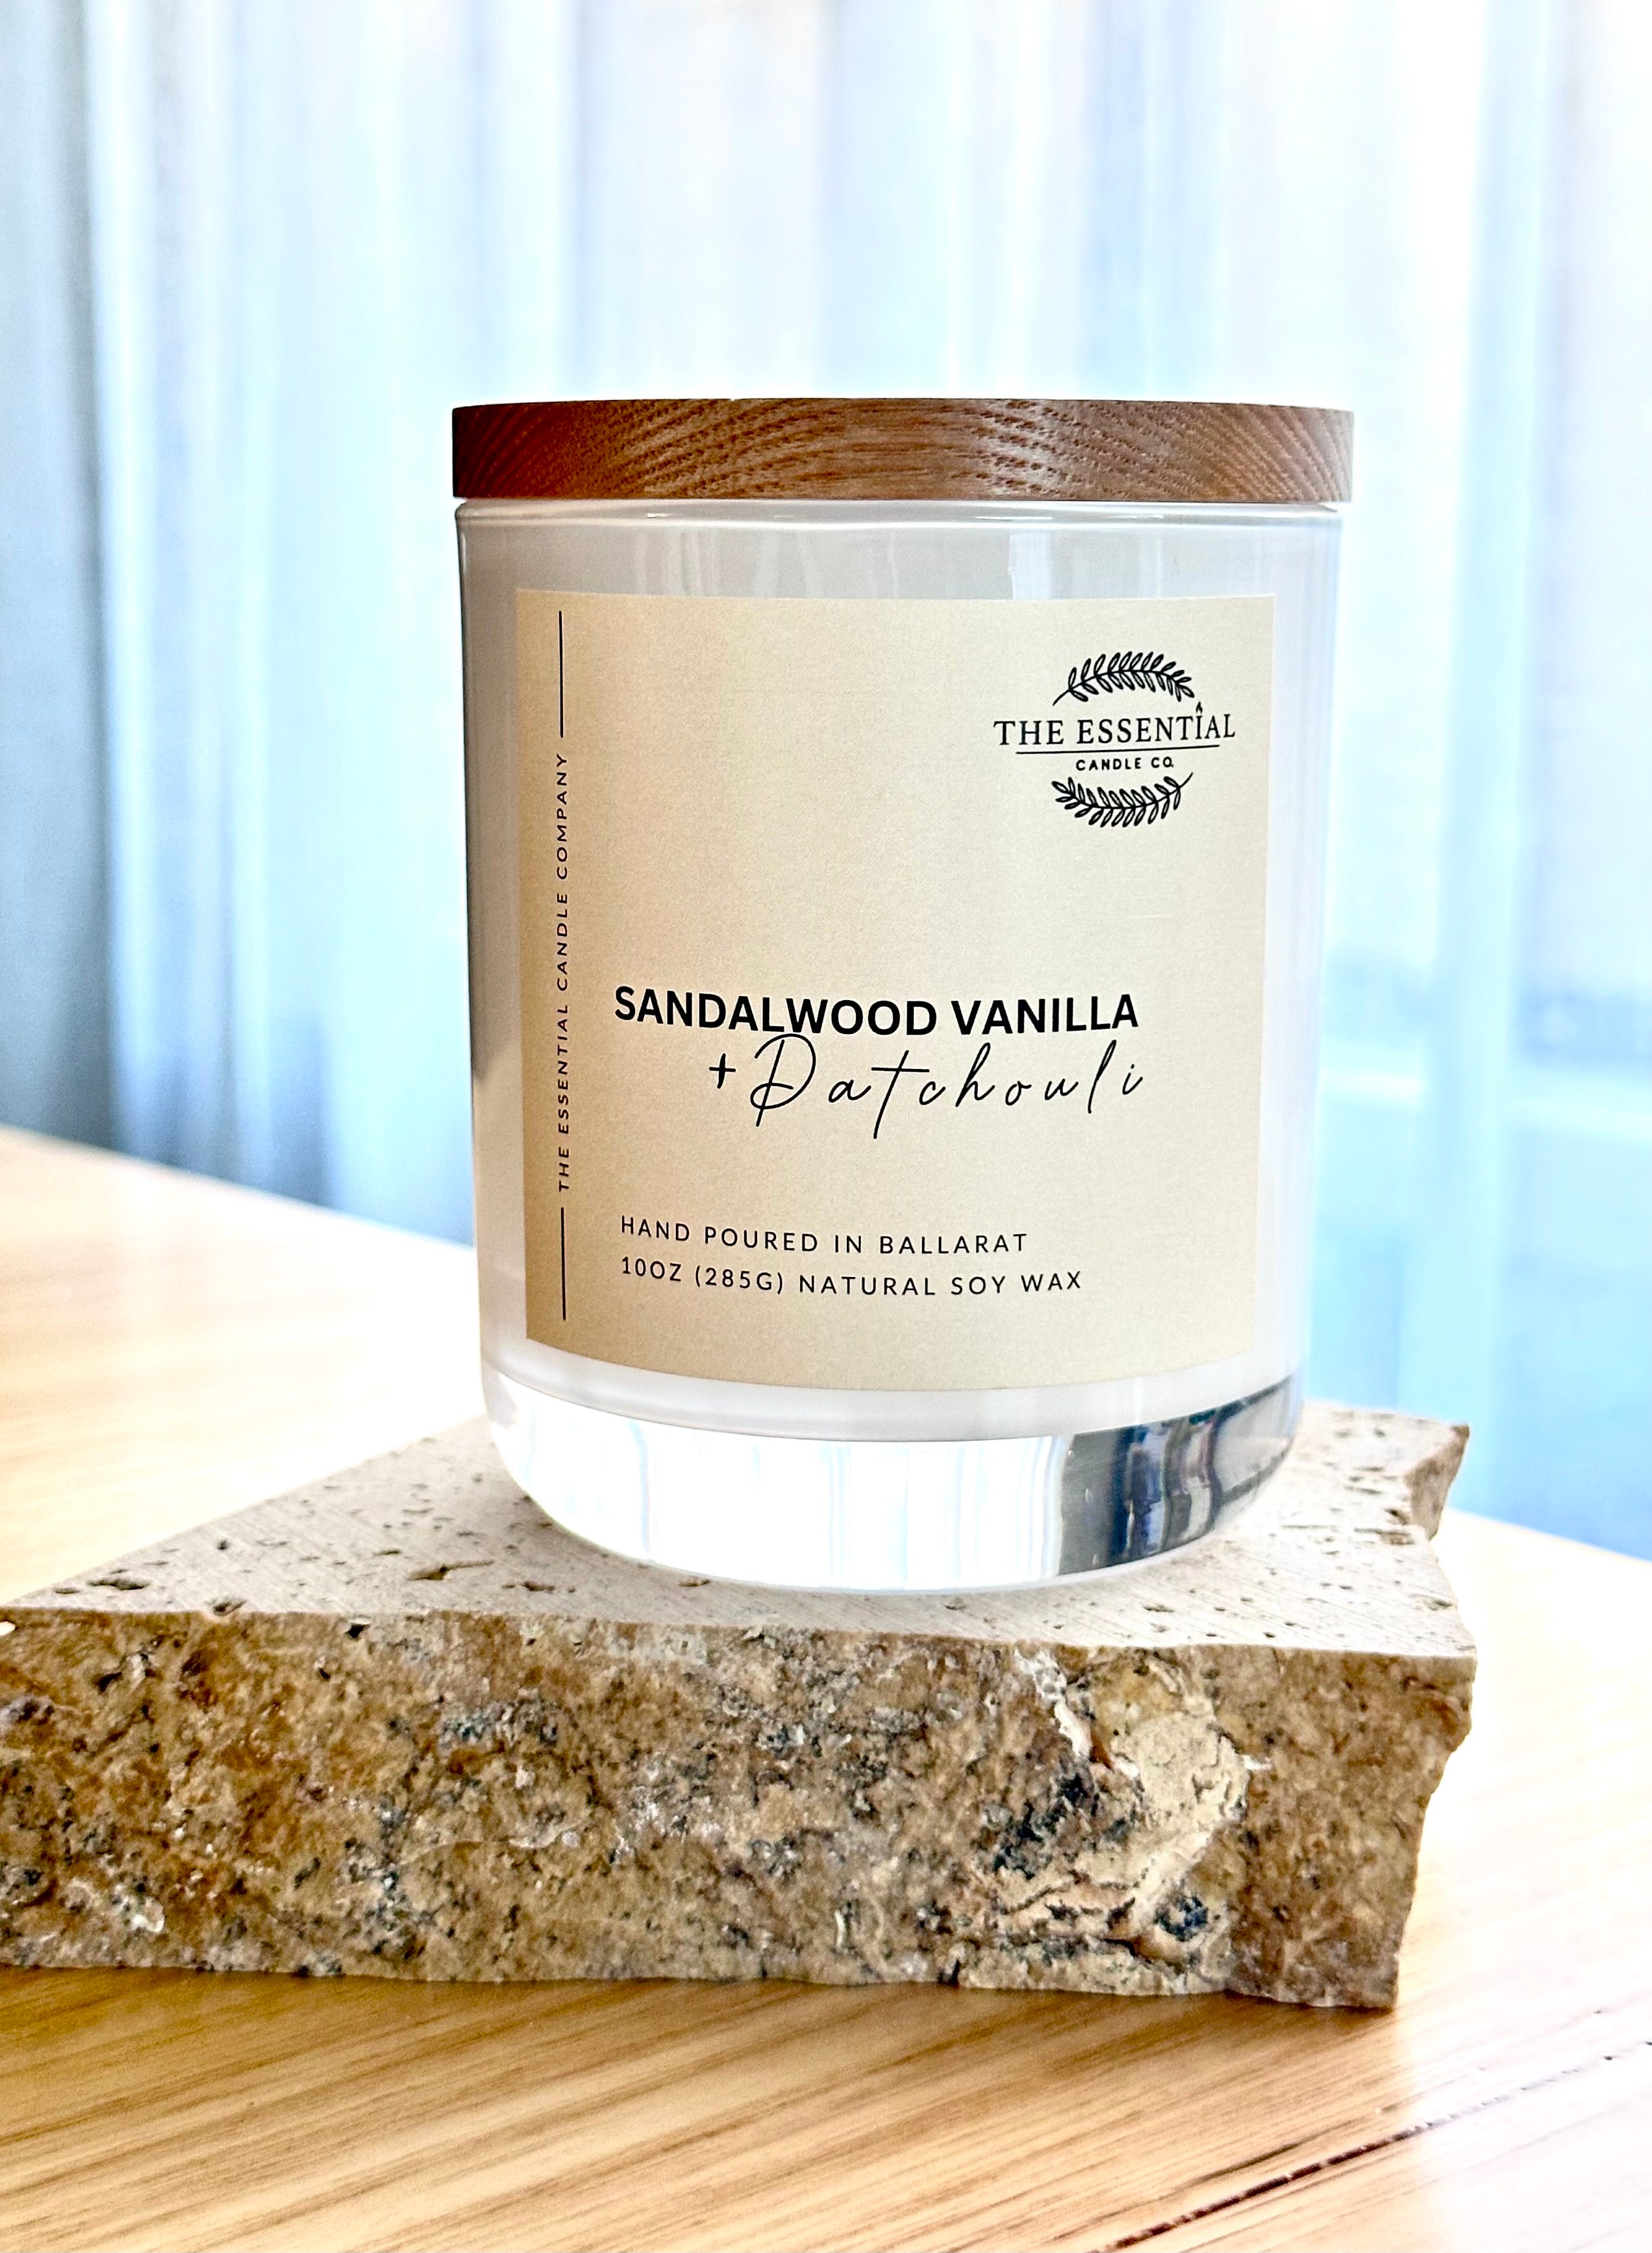 THE ESSENTIAL
CANDLE CO.
THE ESSENTIAL CANDLE COMPANY
SANDALWOOD VANILLA
+ Patchouli
HAND POURED IN BALLARAT
10OZ (285G) NATURAL SOY WAX